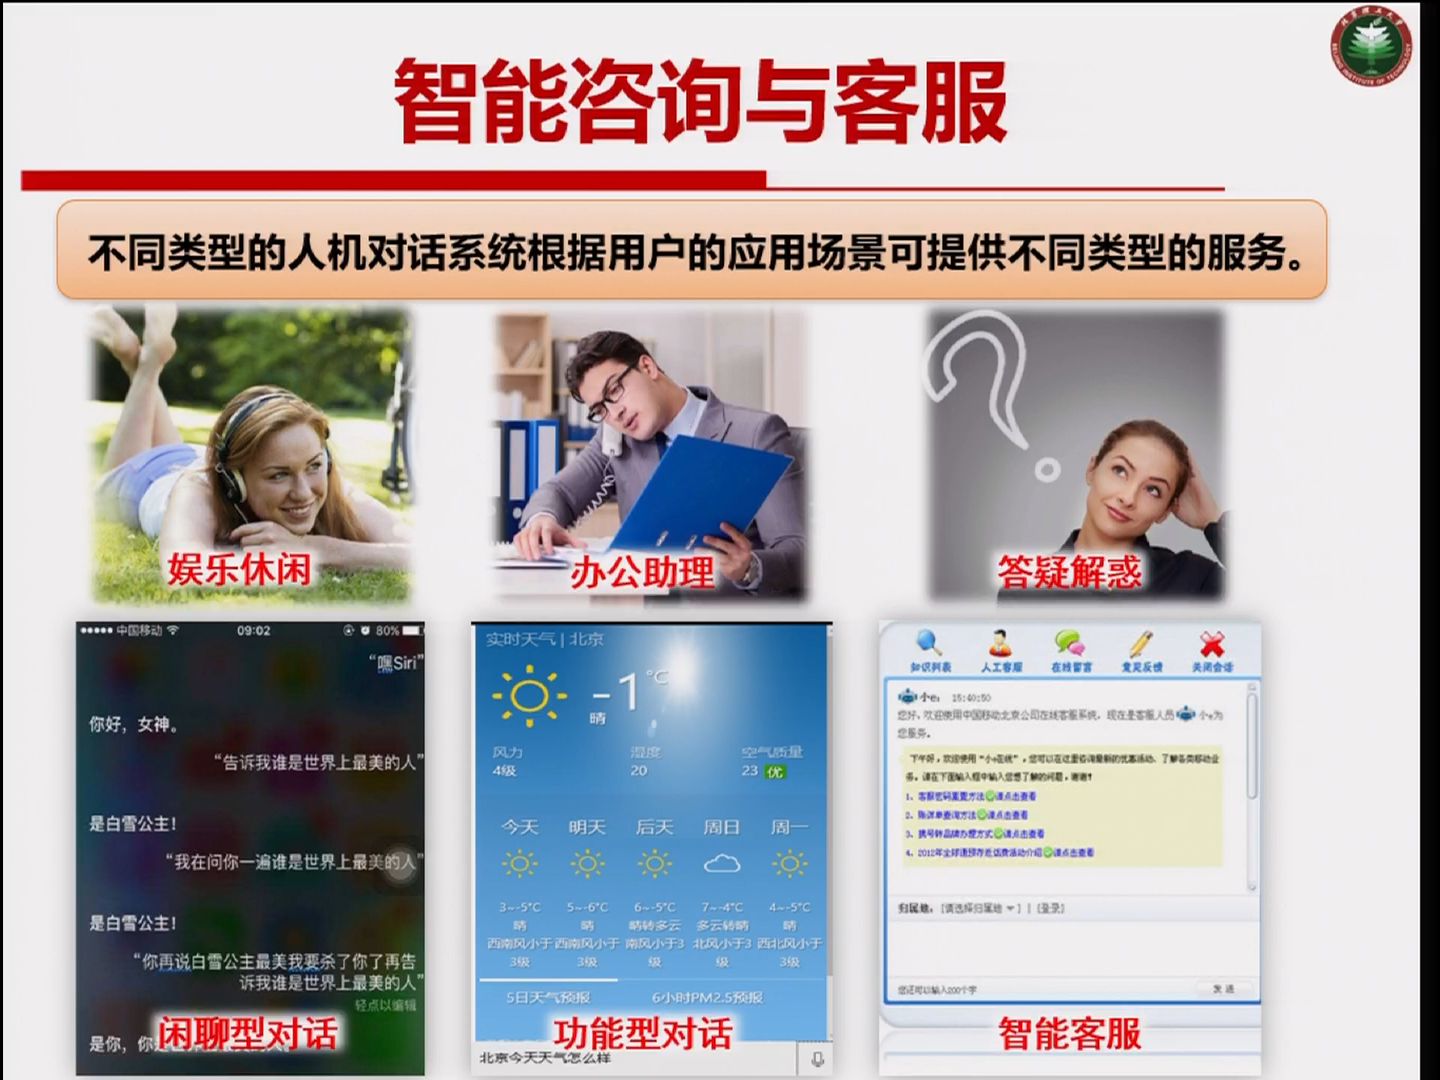 智能咨询与客服
不同类型的人机对话系统根据用户的应用场景可提供不同类型的服务。
娱乐休闲
办公助理
答疑解惑
中国移动
09:02
80%
“嘿Siri”
你好，女神。
“告诉我谁是世界上最美的人”
是白雪公主！
“我在问你一遍谁是世界上最美的人”
是白雪公主！
“你再说白雪公主最美我要杀了你了再告
诉我谁是世界上最美的人”
轻点以编辑
是你，你
闲聊型对话
实时天气 | 北京
-1℃
晴
风力 湿度 空气质量
4级 20 23 优
今天 明天 后天 周日 周一
3~-5℃ 5~-6℃ 6~-5℃ 7~-4℃ 4~-5℃
晴 晴 晴转多云 多云转晴 晴
西南风小于 西南风小于 南风小于3 北风小于3 西北风小于
3级 3级 级 级 3级
5日天气预报 6小时PM2.5预报
功能型对话
北京今天天气怎么样
知识列表 人工客服 在线留言 意见反馈 关闭会话
小e： 15:40:50
您好，欢迎使用中国移动北京公司在线客服系统，现在是客服人员 小e为
您服务。
下午好，欢迎使用“小e在线”，您可以在这里咨询最新的优惠活动、了解各类移动业
务。请在下面输入框中输入您想了解的问题，谢谢！
1、客服密码重置方法 请点击查看
2、账详单查询方法 请点击查看
3、携号转品牌办理方式 请点击查看
4、2012年全球通预存返话费活动介绍 请点击查看
归属地： [请选择归属地 ] | [登录]
您还可以输入200个字
发 送
智能客服